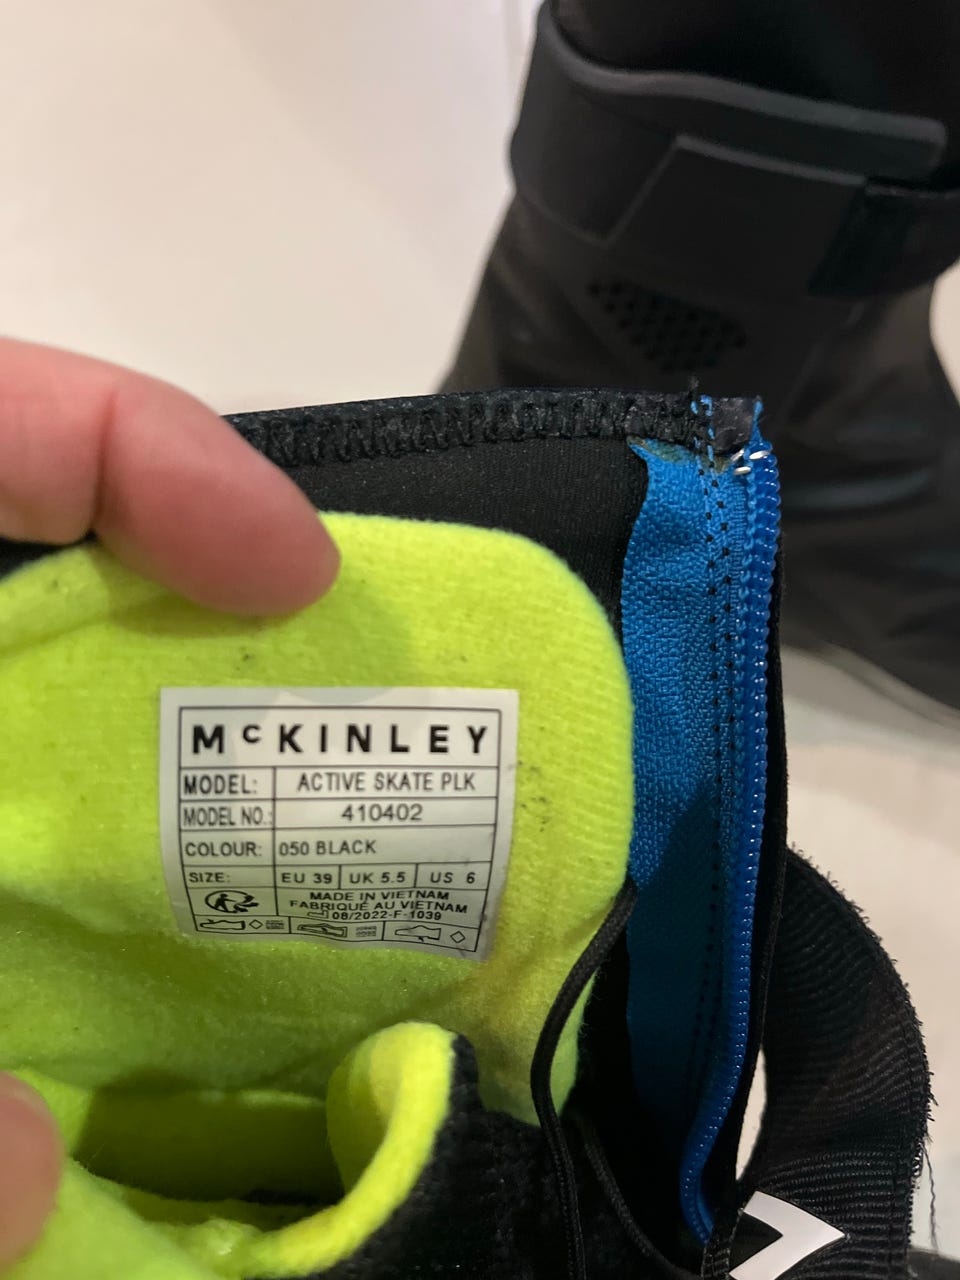 McKINLEY
MODEL: ACTIVE SKATE PLK
MODEL NO.: 410402
COLOUR: 050 BLACK
SIZE: EU 39 UK 5.5 US 6
MADE IN VIETNAM
FABRIQUÉ AU VIETNAM
08/2022-F-1039